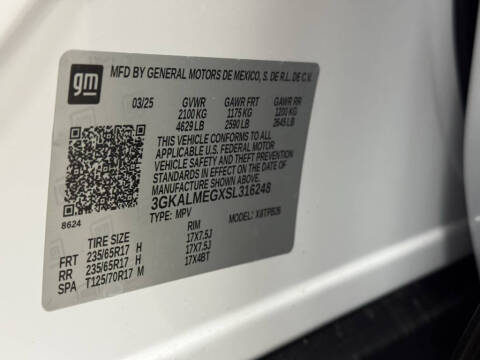 gm
MFD BY GENERAL MOTORS DE MEXICO, S. DE R.L. DE C.V.
03/25 GVWR GAWR FRT GAWR RR
2100 KG 1175 KG 1200 KG
4629 LB 2590 LB 2645 LB
THIS VEHICLE CONFORMS TO ALL
APPLICABLE U.S. FEDERAL MOTOR
VEHICLE SAFETY AND THEFT PREVENTION
STANDARDS IN EFFECT ON THE DATE OF
MANUFACTURE SHOWN ABOVE.
3GKALMEGXSL316248
8624
TYPE: MPV MODEL:
TIRE SIZE RIM
FRT 235/65R17 H 17X7.5J
RR 235/65R17 H 17X7.5J
SPA T125/70R17 M 17X4BT